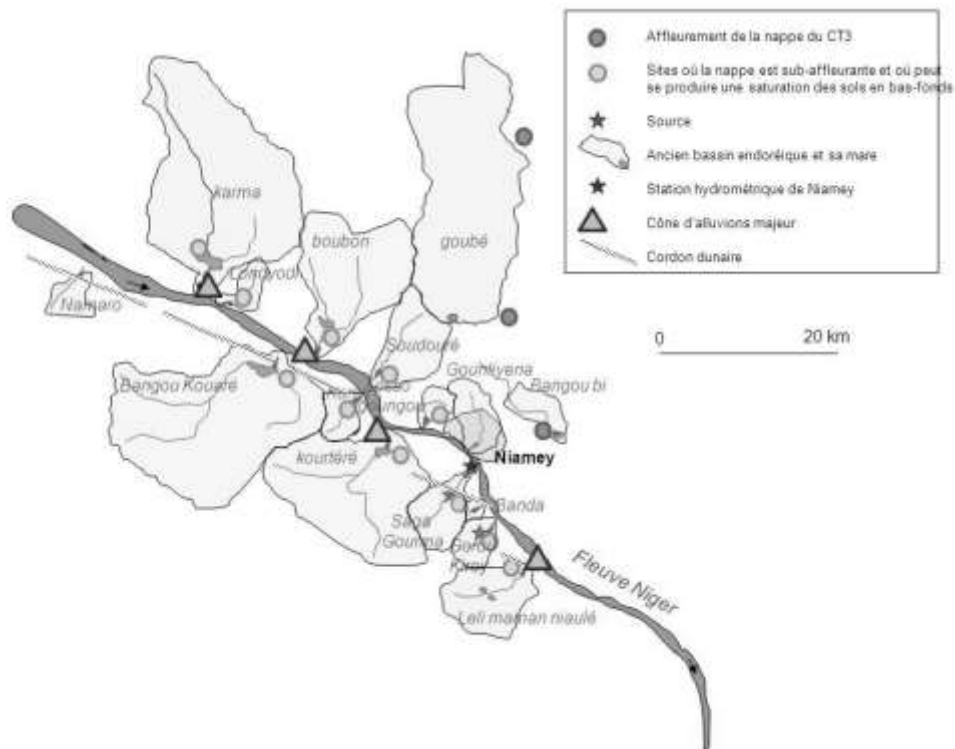 Affleurement de la nappe du CT3
Sites où la nappe est sub-affleurante et où peut
se produire une saturation des sols en bas-fonds
Source
Ancien bassin endoréique et sa mare
Station hydrométrique de Niamey
Cône d'alluvions majeur
Cordon dunaire
0 20 km
karma
boubon
goubé
Londyodi
Namaro
Soudouré
Gouhliyena
Bangou bi
Bangou Kouaré
kourtéré
Niamey
Saga
Gourma
Banda
Kirey
Leli maman niaulé
Fleuve Niger